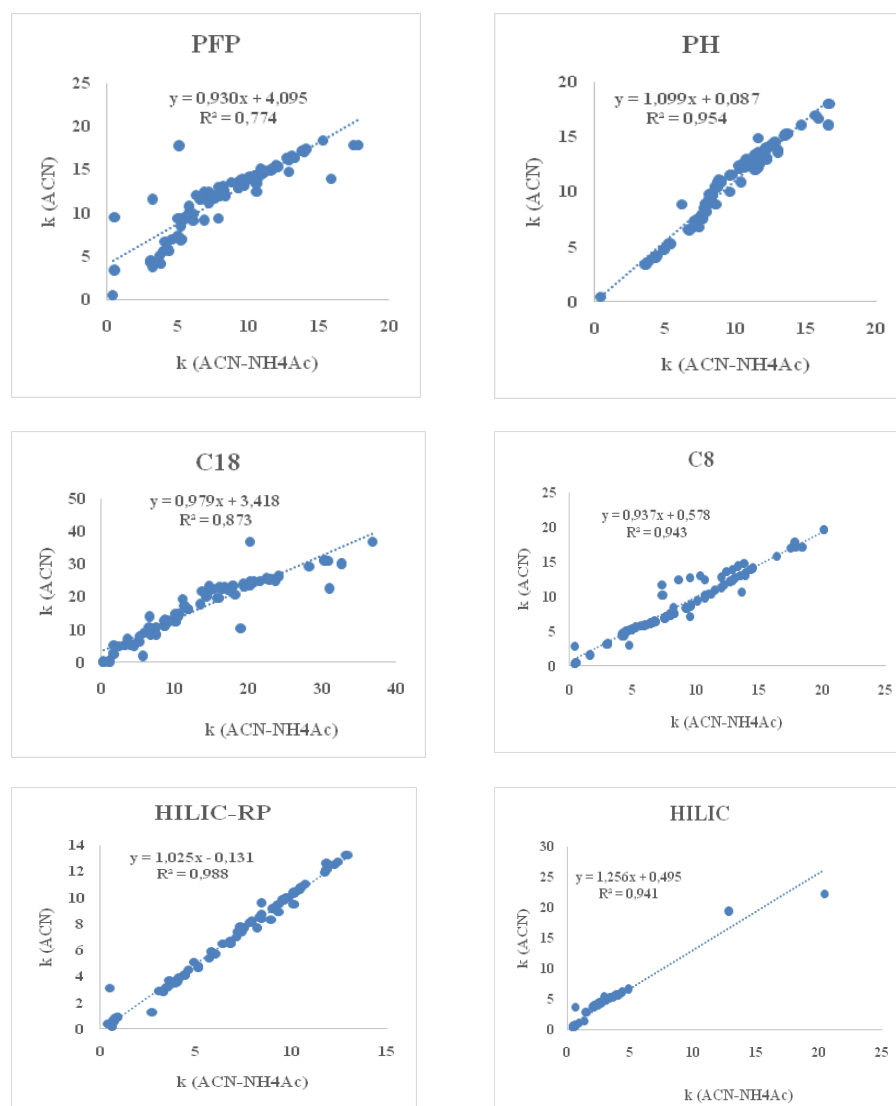 PFP
y = 0,930x + 4,095
R² = 0,774
25
20
15
10
5
0
0 5 10 15 20
k (ACN)
k (ACN-NH4Ac)
PH
y = 1,099x + 0,087
R² = 0,954
20
15
10
5
0
0 5 10 15 20
k (ACN)
k (ACN-NH4Ac)
C18
y = 0,979x + 3,418
R² = 0,873
50
40
30
20
10
0
0 10 20 30 40
k (ACN)
k (ACN-NH4Ac)
C8
y = 0,937x + 0,578
R² = 0,943
25
20
15
10
5
0
0 5 10 15 20 25
k (ACN)
k (ACN-NH4Ac)
HILIC-RP
y = 1,025x - 0,131
R² = 0,988
14
12
10
8
6
4
2
0
0 5 10 15
k (ACN)
k (ACN-NH4Ac)
HILIC
y = 1,256x + 0,495
R² = 0,941
30
25
20
15
10
5
0
0 5 10 15 20 25
k (ACN)
k (ACN-NH4Ac)